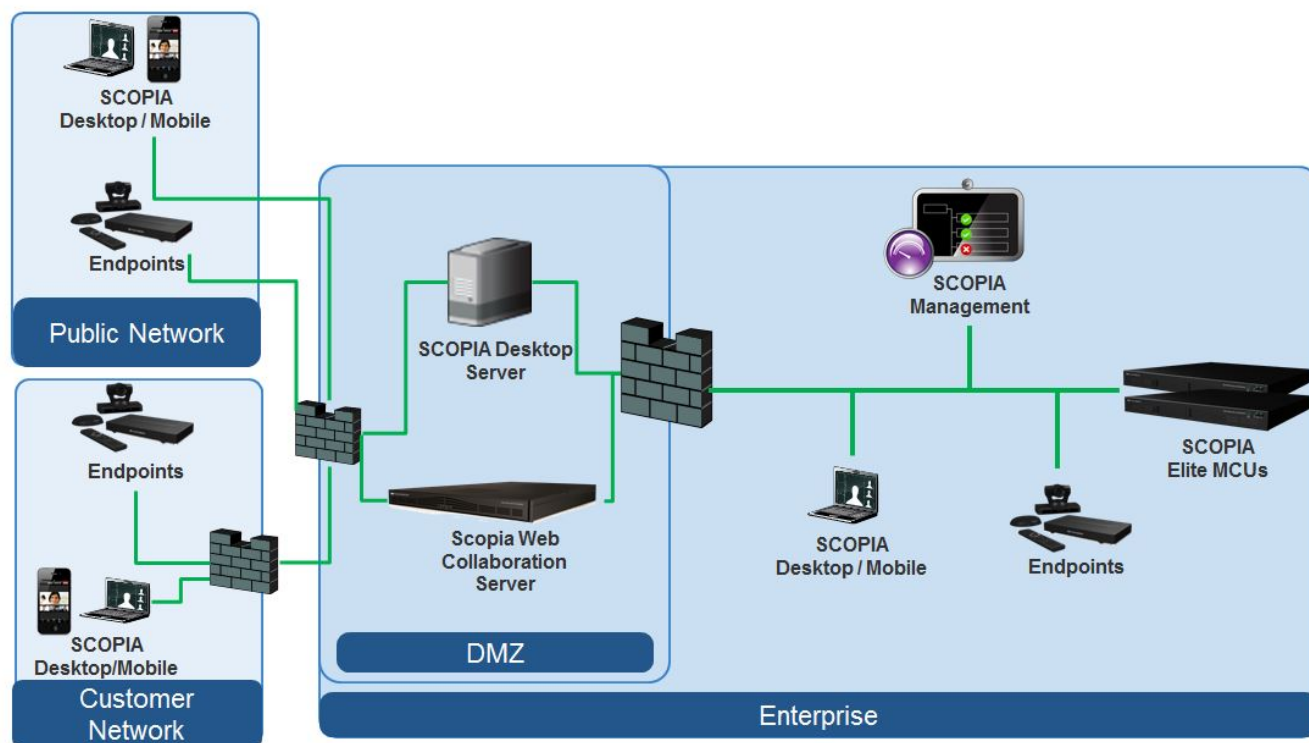 SCOPIA
Desktop / Mobile
Endpoints
Public Network
Endpoints
SCOPIA
Desktop/Mobile
Customer
Network
SCOPIA Desktop
Server
Scopia Web
Collaboration
Server
DMZ
SCOPIA
Management
SCOPIA
Elite MCUs
SCOPIA
Desktop / Mobile
Endpoints
Enterprise